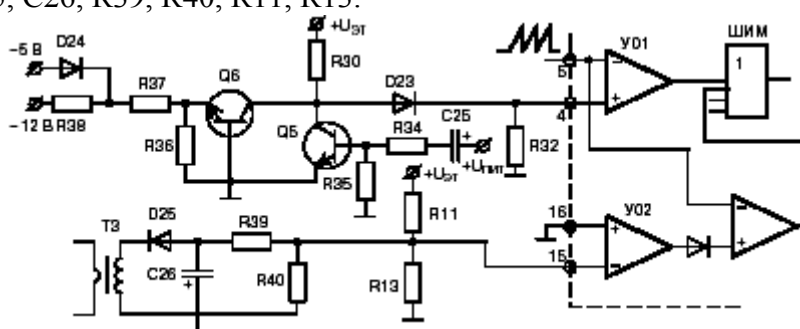 , C26, R39, R40, R11, R13.
+Uэт
ШИМ
D24
−5 В
R30
У01
Q6
D23
5
1
R37
C25
−12 В R38
4
Q5
R34
+
R36
R32
R35
+Uпит
+Uэт
T3
D25
R39
R11
16
У02
C26
R40
R13
15